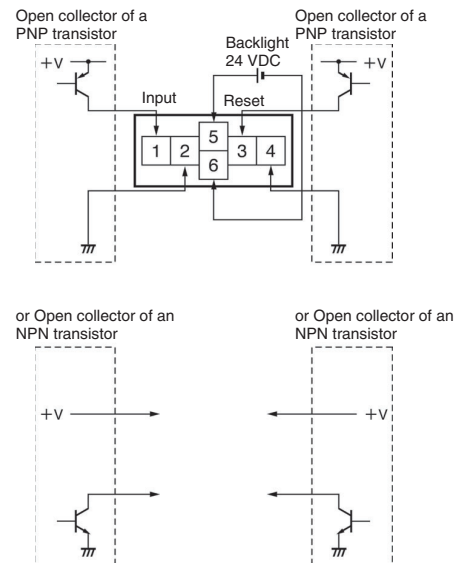 Open collector of a
PNP transistor
Open collector of a
PNP transistor
Backlight
24 VDC
+V
+V
Input
Reset
1 2 5 6 3 4
or Open collector of an
NPN transistor
or Open collector of an
NPN transistor
+V
+V